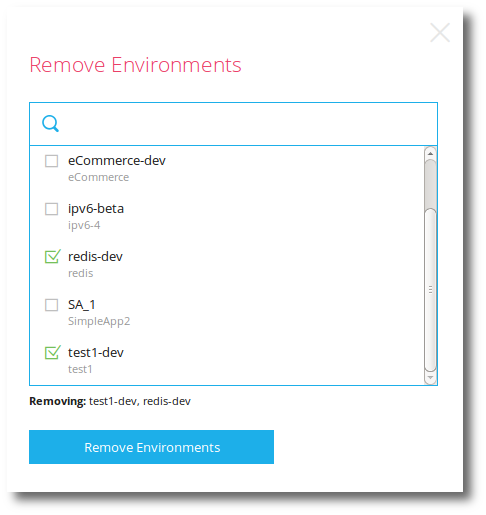 Remove Environments
eCommerce-dev
eCommerce
ipv6-beta
ipv6-4
redis-dev
redis
SA_1
SimpleApp2
test1-dev
test1
Removing: test1-dev, redis-dev
Remove Environments